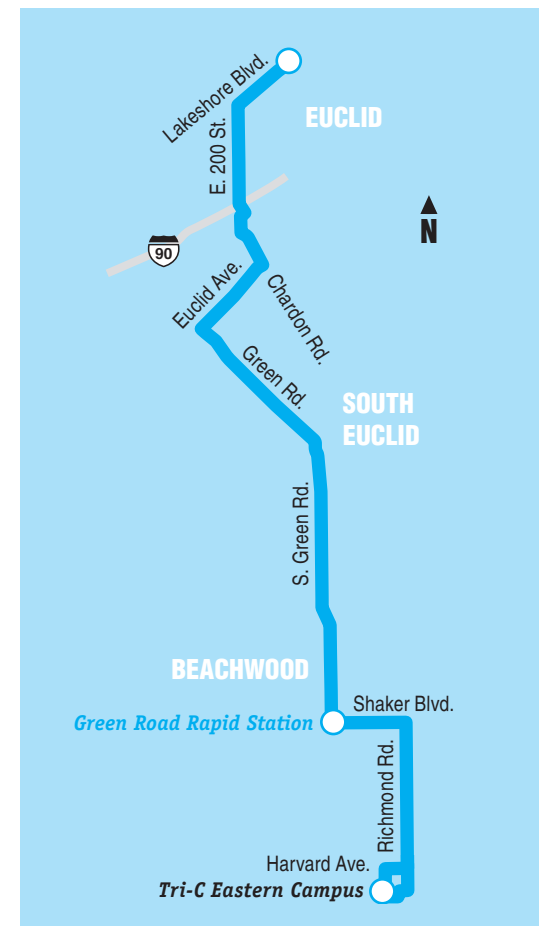 Lakeshore Blvd.
EUCLID
E. 200 St.
N
90
Euclid Ave.
Chardon Rd.
Green Rd.
SOUTH
EUCLID
S. Green Rd.
BEACHWOOD
Shaker Blvd.
Green Road Rapid Station
Richmond Rd.
Harvard Ave.
Tri-C Eastern Campus